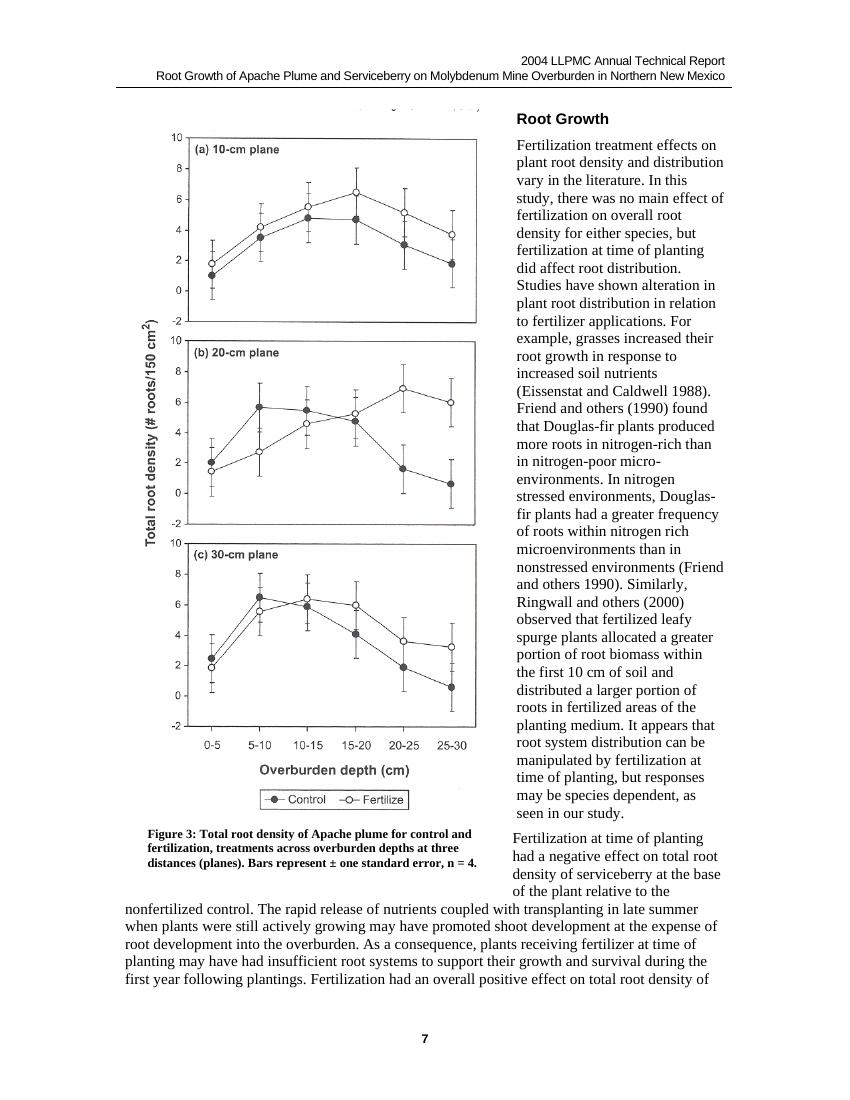 2004 LLPMC Annual Technical Report
Root Growth of Apache Plume and Serviceberry on Molybdenum Mine Overburden in Northern New Mexico
Total root density (# roots/150 cm²)
(a) 10-cm plane
10
8
6
4
2
0
-2
(b) 20-cm plane
10
8
6
4
2
0
-2
(c) 30-cm plane
10
8
6
4
2
0
-2
0-5 5-10 10-15 15-20 20-25 25-30
Overburden depth (cm)
Control Fertilize
Figure 3: Total root density of Apache plume for control and
fertilization, treatments across overburden depths at three
distances (planes). Bars represent ± one standard error, n = 4.
Root Growth
Fertilization treatment effects on
plant root density and distribution
vary in the literature. In this
study, there was no main effect of
fertilization on overall root
density for either species, but
fertilization at time of planting
did affect root distribution.
Studies have shown alteration in
plant root distribution in relation
to fertilizer applications. For
example, grasses increased their
root growth in response to
increased soil nutrients
(Eissenstat and Caldwell 1988).
Friend and others (1990) found
that Douglas-fir plants produced
more roots in nitrogen-rich than
in nitrogen-poor micro-
environments. In nitrogen
stressed environments, Douglas-
fir plants had a greater frequency
of roots within nitrogen rich
microenvironments than in
nonstressed environments (Friend
and others 1990). Similarly,
Ringwall and others (2000)
observed that fertilized leafy
spurge plants allocated a greater
portion of root biomass within
the first 10 cm of soil and
distributed a larger portion of
roots in fertilized areas of the
planting medium. It appears that
root system distribution can be
manipulated by fertilization at
time of planting, but responses
may be species dependent, as
seen in our study.
Fertilization at time of planting
had a negative effect on total root
density of serviceberry at the base
of the plant relative to the
nonfertilized control. The rapid release of nutrients coupled with transplanting in late summer
when plants were still actively growing may have promoted shoot development at the expense of
root development into the overburden. As a consequence, plants receiving fertilizer at time of
planting may have had insufficient root systems to support their growth and survival during the
first year following plantings. Fertilization had an overall positive effect on total root density of
7